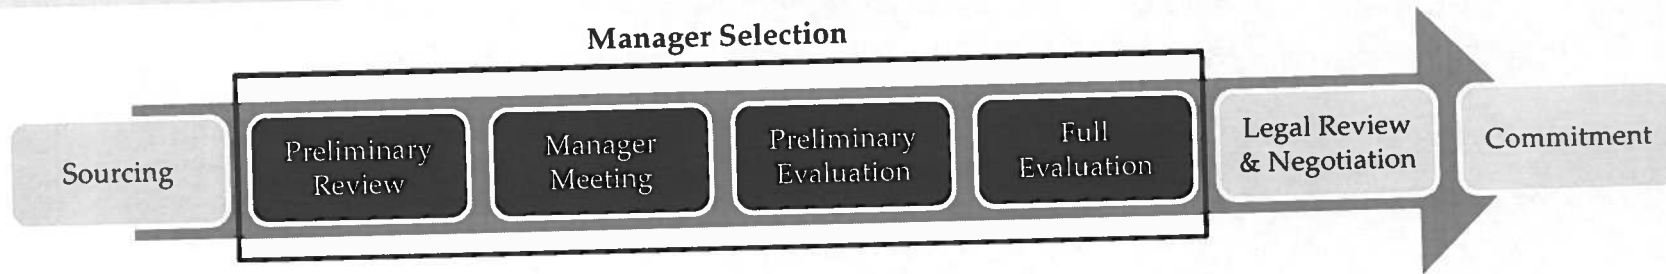 Manager Selection
Sourcing
Preliminary
Review
Manager
Meeting
Preliminary
Evaluation
Full
Evaluation
Legal Review
& Negotiation
Commitment